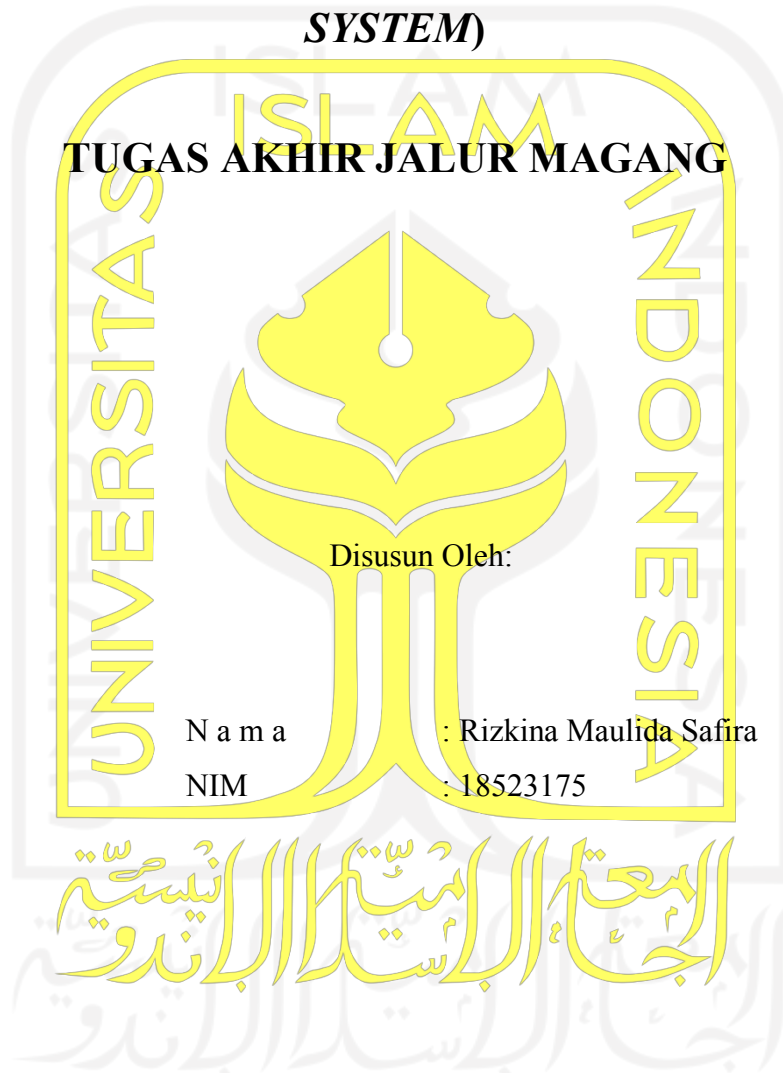 SYSTEM)
ISLAM
TUGAS AKHIR JALUR MAGANG
UNIVERSITAS
INDONESIA
Disusun Oleh:
N a m a : Rizkina Maulida Safira
NIM : 18523175
الجامعة الإسلامية الإندونيسية